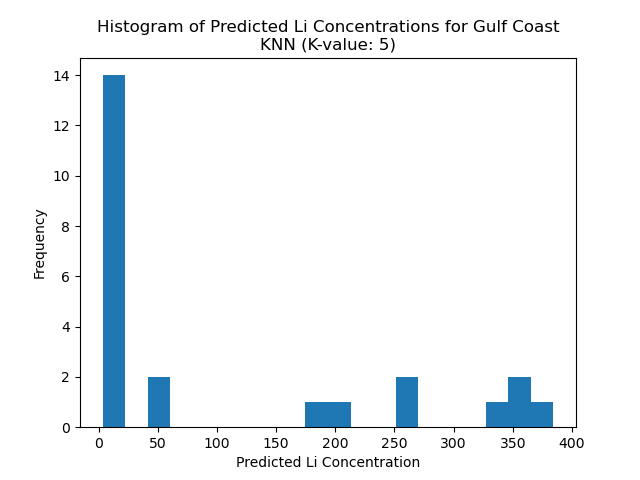 Histogram of Predicted Li Concentrations for Gulf Coast
KNN (K-value: 5)
14
12
10
8
6
4
2
0
Frequency
0 50 100 150 200 250 300 350 400
Predicted Li Concentration